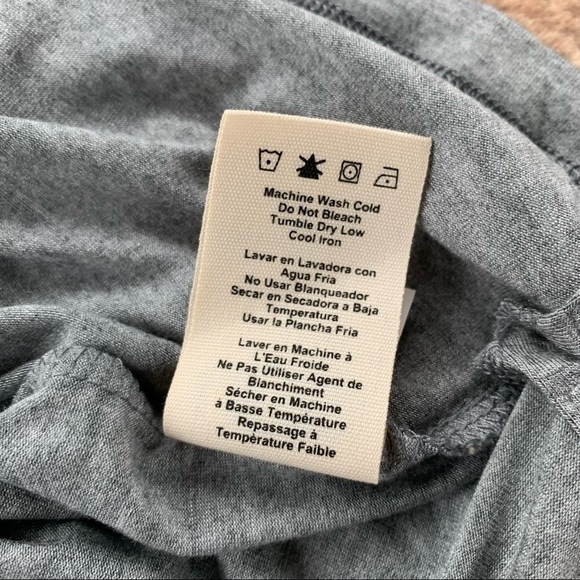 Machine Wash Cold
Do Not Bleach
Tumble Dry Low
Cool Iron
Lavar en Lavadora con
Agua Fría
No Usar Blanqueador
Secar en Secadora a Baja
Temperatura
Usar la Plancha Fria
Laver en Machine à
L'Eau Froide
Ne Pas Utiliser Agent de
Blanchiment
Sécher en Machine
à Basse Température
Repassage à
Température Faible